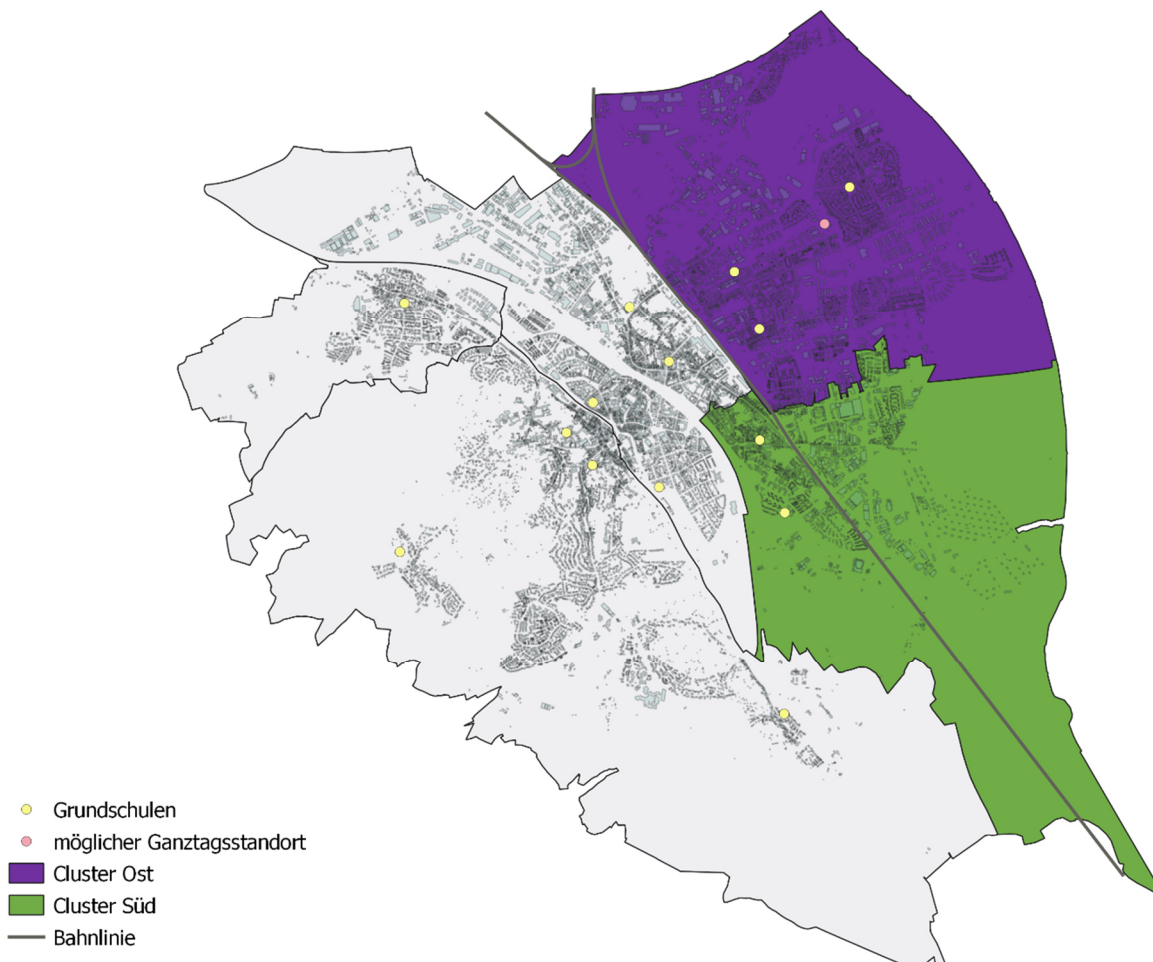 Grundschulen
möglicher Ganztagsstandort
Cluster Ost
Cluster Süd
Bahnlinie